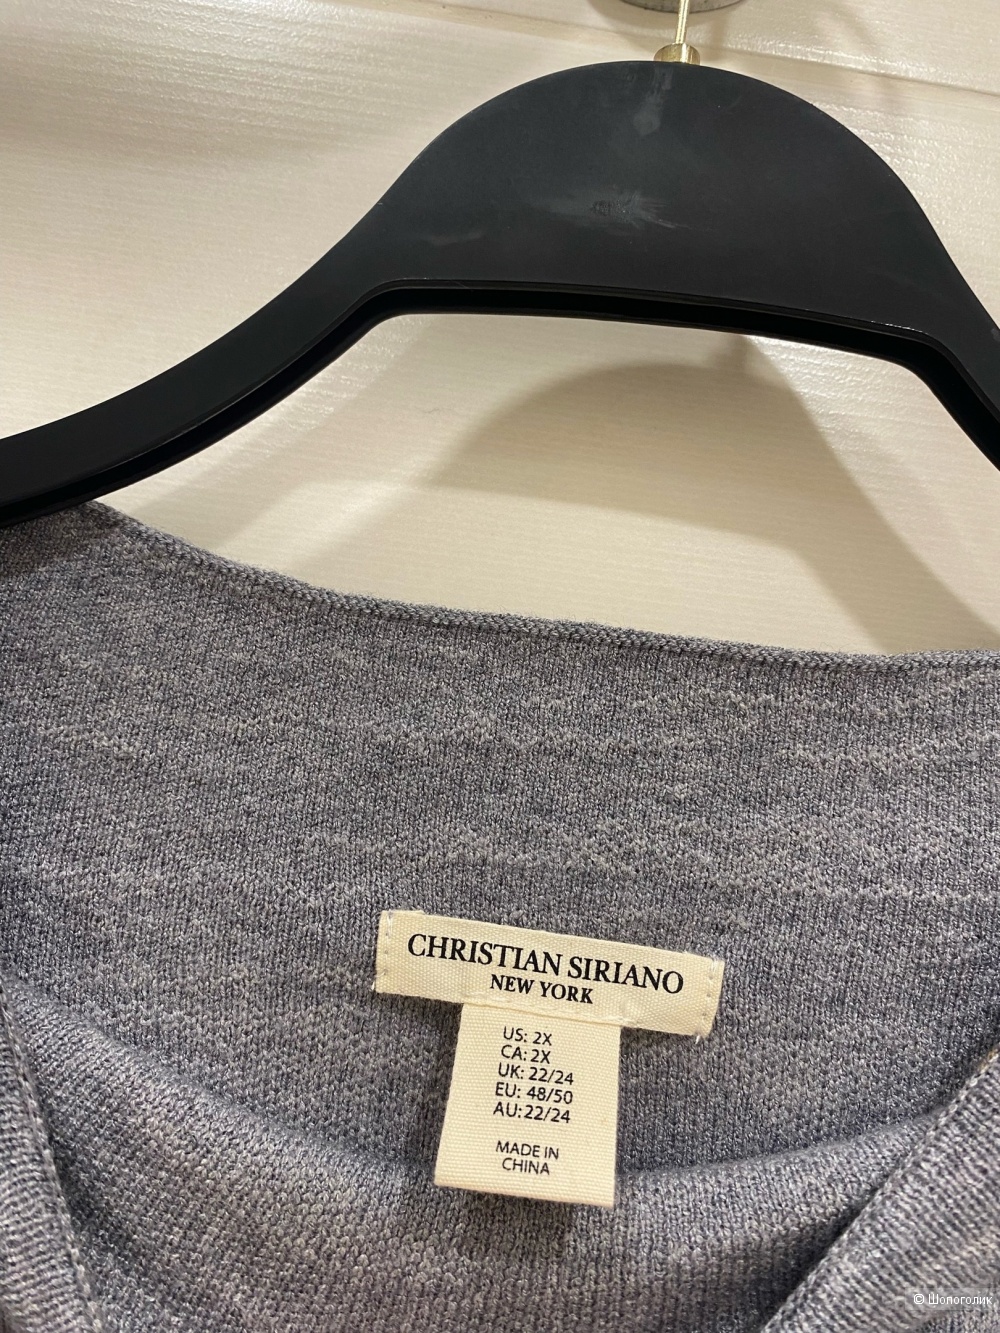 CHRISTIAN SIRIANO
NEW YORK
US: 2X
CA: 2X
UK: 22/24
EU: 48/50
AU: 22/24
MADE IN
CHINA
© Шопоголик